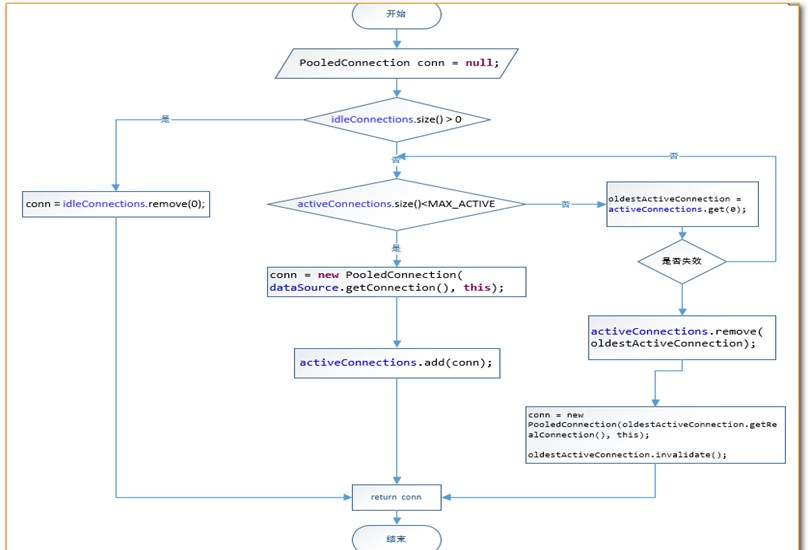 开始
PooledConnection conn = null;
idleConnections.size() > 0
是
否
否
conn = idleConnections.remove(0);
activeConnections.size()<MAX_ACTIVE
否
oldestActiveConnection =
activeConnections.get(0);
是
是否失效
conn = new PooledConnection(
dataSource.getConnection(), this);
activeConnections.remove(
oldestActiveConnection);
activeConnections.add(conn);
conn = new
PooledConnection(oldestActiveConnection.getRe
alConnection(), this);
oldestActiveConnection.invalidate();
return conn
结束